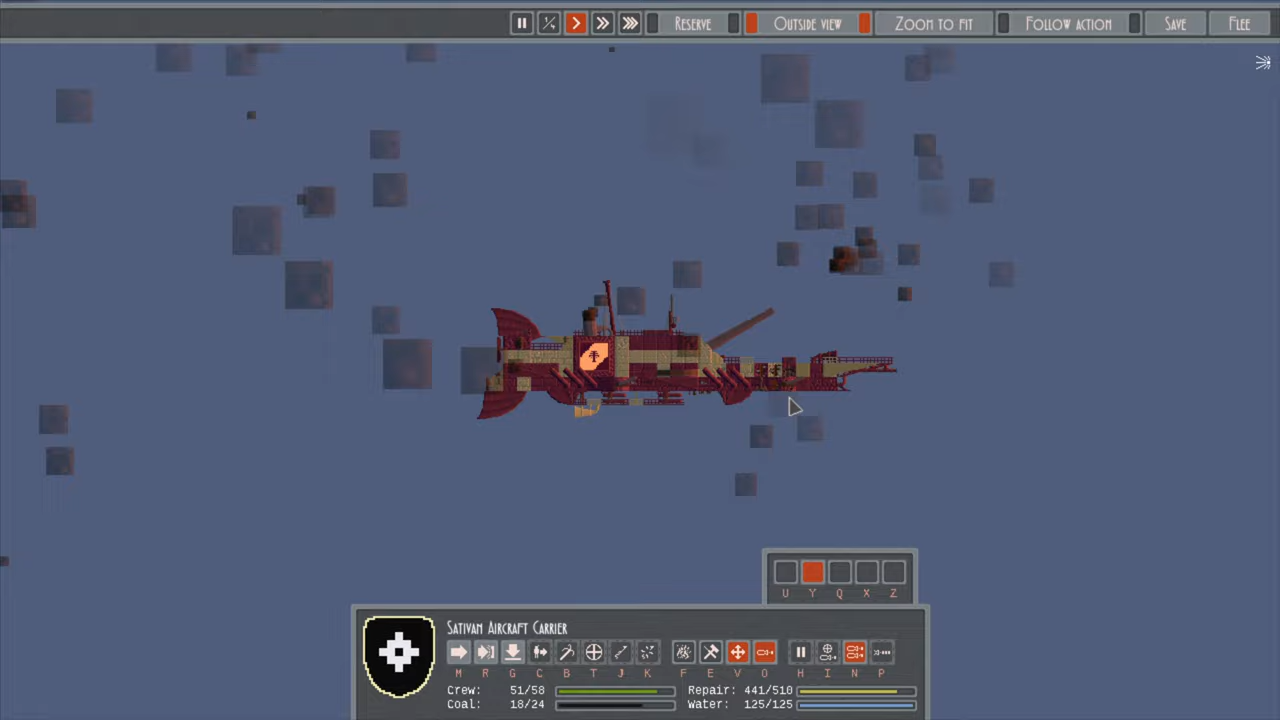 RESERVE OUTSIDE VIEW ZOOM TO FIT FOLLOW ACTION SAVE FLEE
U Y Q X Z
SATIVAN AIRCRAFT CARRIER
M R G C B T J K F E V O H I N P
Crew: 51/58 Repair: 441/510
Coal: 18/24 Water: 125/125